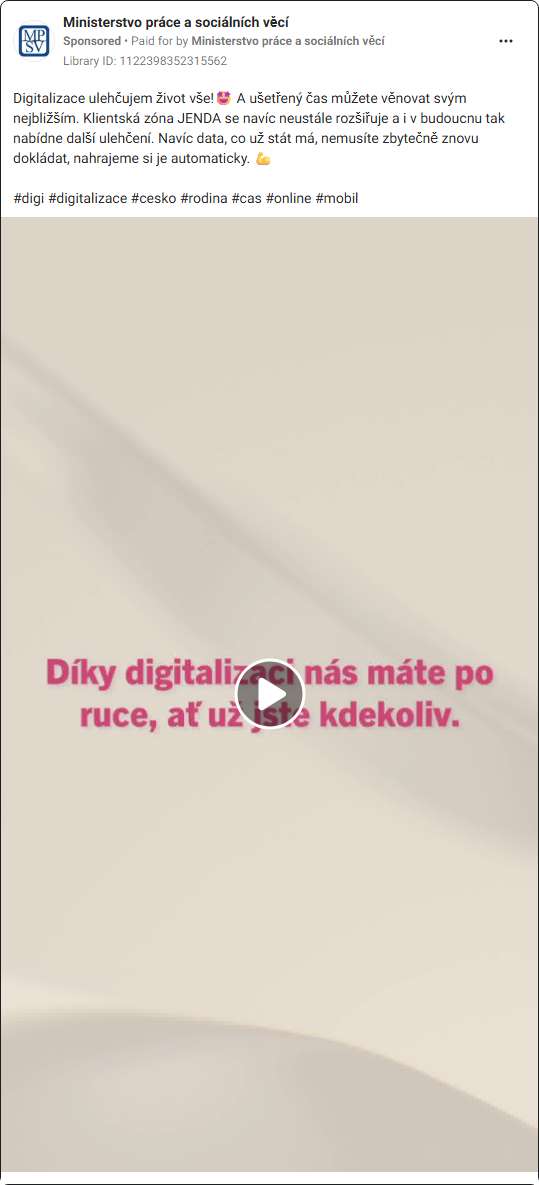 MP
SV
Ministerstvo práce a sociálních věcí
Sponsored • Paid for by Ministerstvo práce a sociálních věcí
Library ID: 1122398352315562
Digitalizace ulehčujem život vše!🤩 A ušetřený čas můžete věnovat svým
nejbližším. Klientská zóna JENDA se navíc neustále rozšiřuje a i v budoucnu tak
nabídne další ulehčení. Navíc data, co už stát má, nemusíte zbytečně znovu
dokládat, nahrajeme si je automaticky. 💪
#digi #digitalizace #cesko #rodina #cas #online #mobil
Díky digitalizaci nás máte po
ruce, ať už jste kdekoliv.